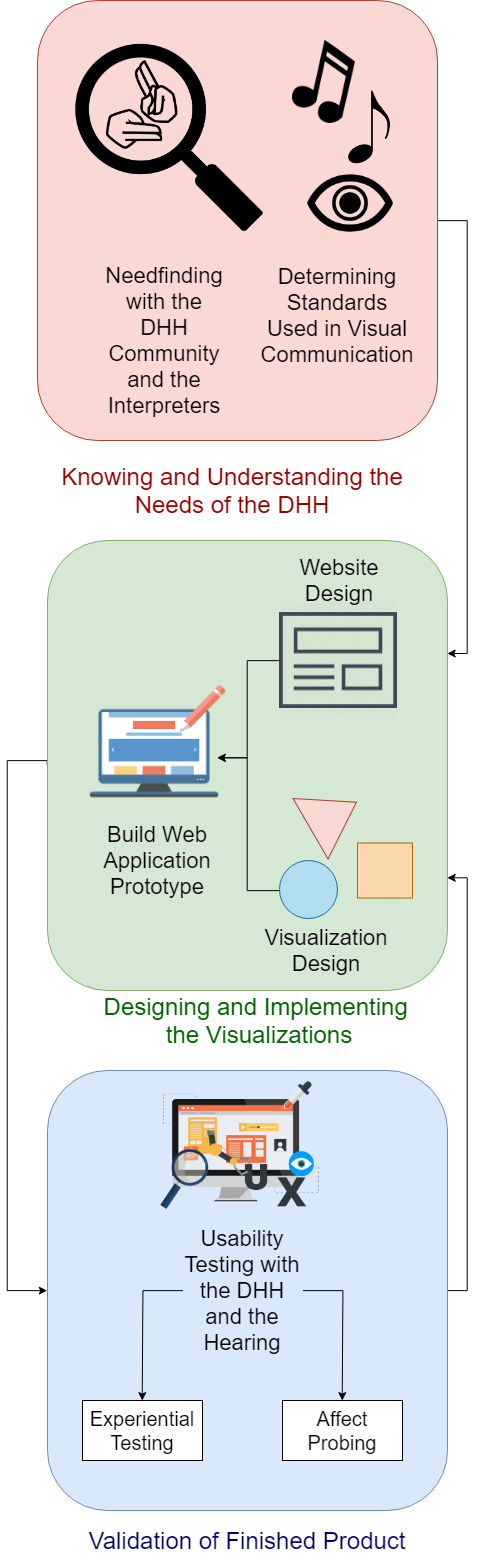 Needfinding
with the
DHH
Community
and the
Interpreters
Determining
Standards
Used in Visual
Communication
Knowing and Understanding the
Needs of the DHH
Website
Design
Build Web
Application
Prototype
Visualization
Design
Designing and Implementing
the Visualizations
U
X
Usability
Testing with
the DHH
and the
Hearing
Experiential
Testing
Affect
Probing
Validation of Finished Product